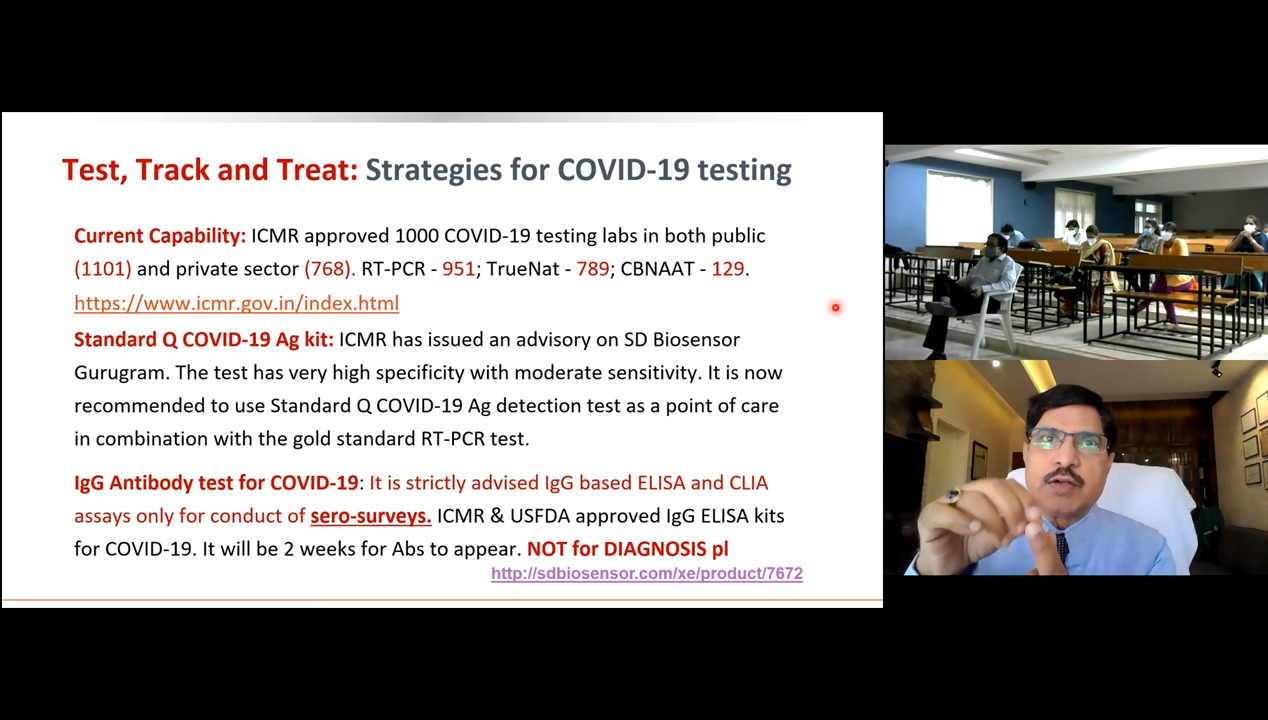 Test, Track and Treat: Strategies for COVID-19 testing
Current Capability: ICMR approved 1000 COVID-19 testing labs in both public
(1101) and private sector (768). RT-PCR - 951; TrueNat - 789; CBNAAT - 129.
https://www.icmr.gov.in/index.html
Standard Q COVID-19 Ag kit: ICMR has issued an advisory on SD Biosensor
Gurugram. The test has very high specificity with moderate sensitivity. It is now
recommended to use Standard Q COVID-19 Ag detection test as a point of care
in combination with the gold standard RT-PCR test.
IgG Antibody test for COVID-19: It is strictly advised IgG based ELISA and CLIA
assays only for conduct of sero-surveys. ICMR & USFDA approved IgG ELISA kits
for COVID-19. It will be 2 weeks for Abs to appear. NOT for DIAGNOSIS pl
http://sdbiosensor.com/xe/product/7672